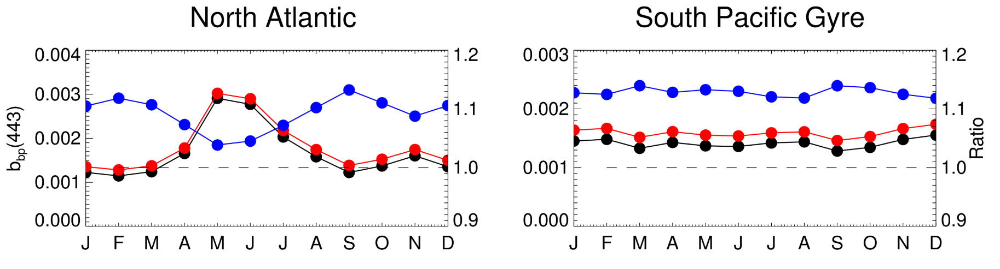 North Atlantic
0.004
0.003
0.002
0.001
0.000
b_bp(443)
1.2
1.1
1.0
0.9
J F M A M J J A S O N D
South Pacific Gyre
0.003
0.002
0.001
0.000
1.2
1.1
1.0
0.9
Ratio
J F M A M J J A S O N D